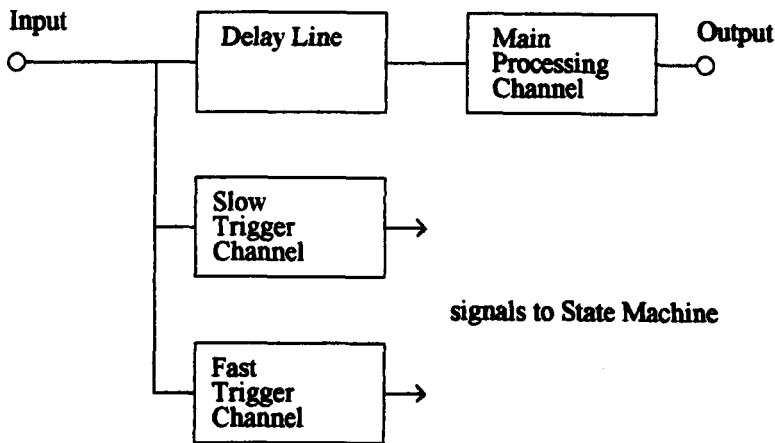 Input
Delay Line
Main
Processing
Channel
Output
Slow
Trigger
Channel
signals to State Machine
Fast
Trigger
Channel